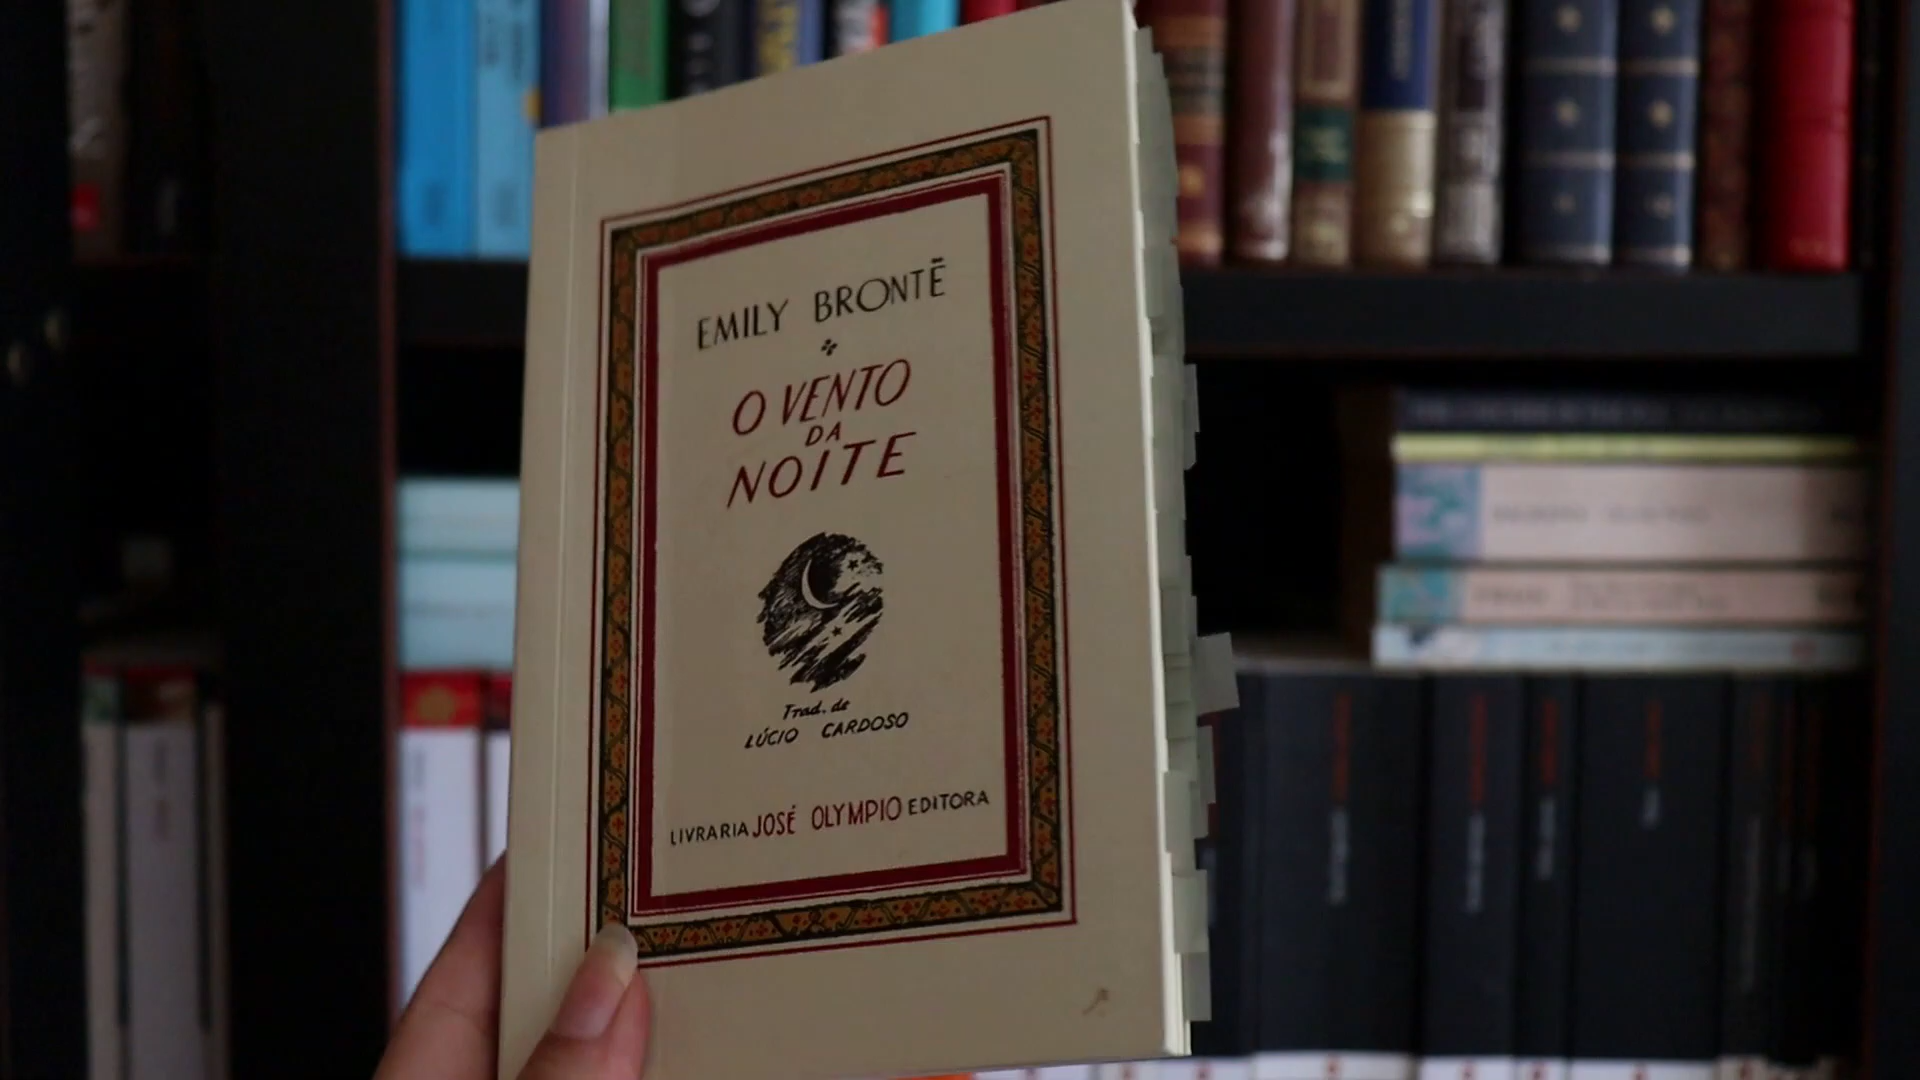 EMILY BRONTË
O VENTO
DA
NOITE
Trad. de
LÚCIO CARDOSO
LIVRARIA JOSÉ OLYMPIO EDITORA